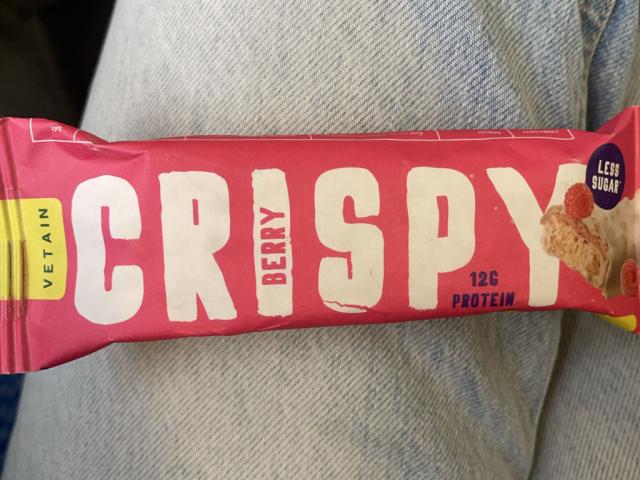 VETAIN
CRISPY
BERRY
12G
PROTEIN
LESS
SUGAR*